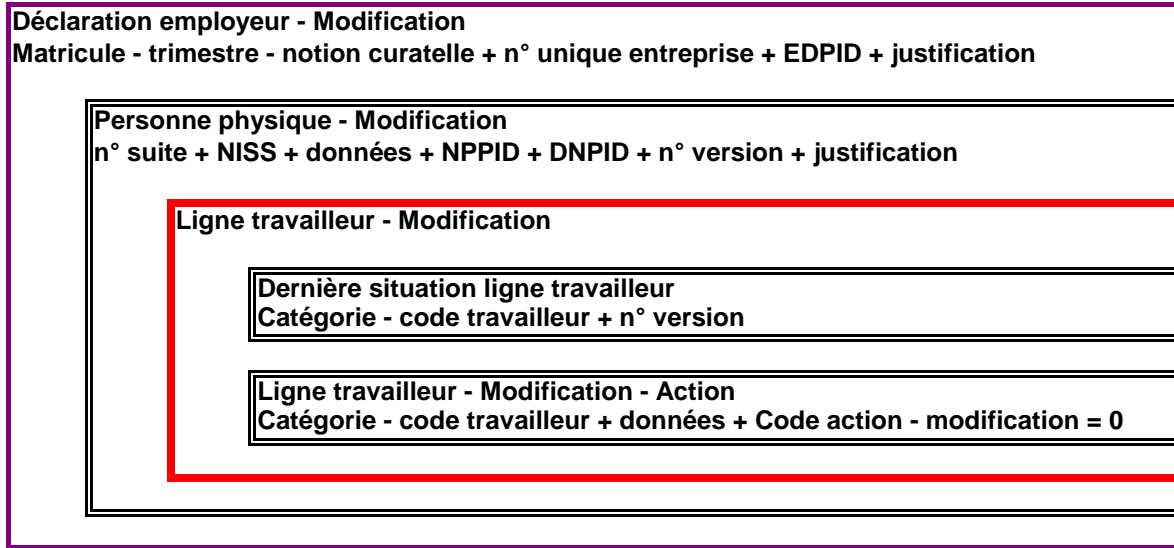 Déclaration employeur - Modification
Matricule - trimestre - notion curatelle + n° unique entreprise + EDPID + justification
Personne physique - Modification
n° suite + NISS + données + NPPID + DNPID + n° version + justification
Ligne travailleur - Modification
Dernière situation ligne travailleur
Catégorie - code travailleur + n° version
Ligne travailleur - Modification - Action
Catégorie - code travailleur + données + Code action - modification = 0